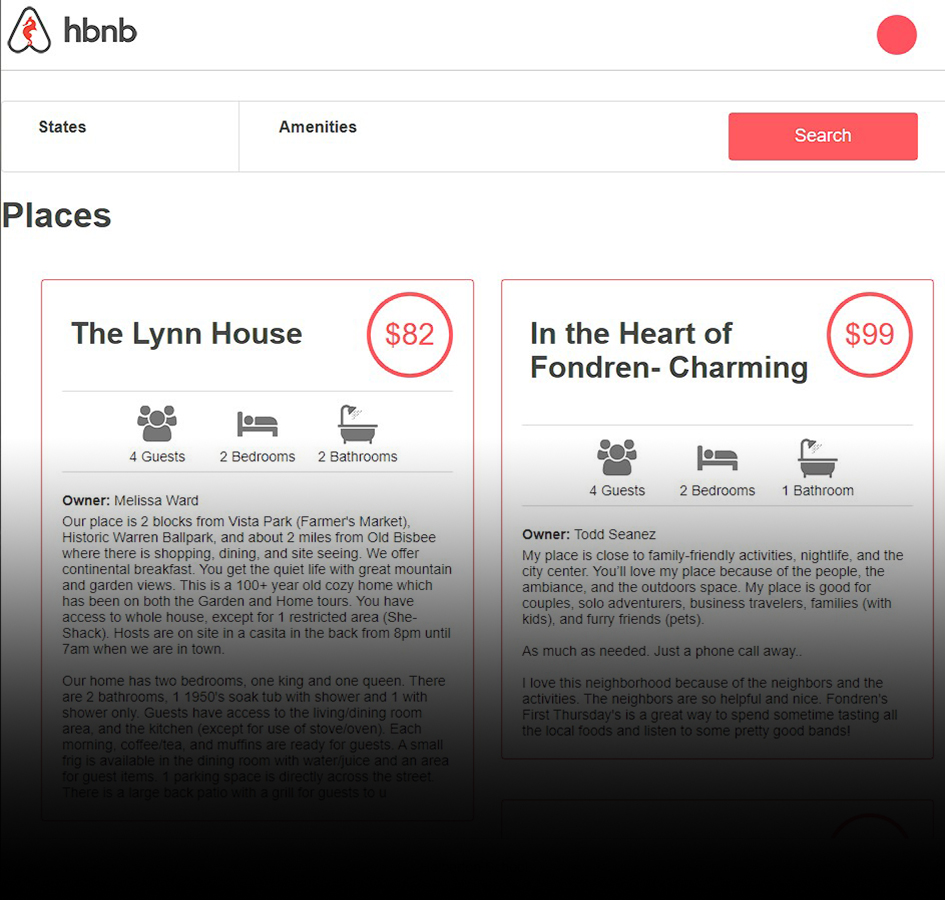 hbnb
States
Amenities
Search
Places
The Lynn House
$82
4 Guests
2 Bedrooms
2 Bathrooms
Owner: Melissa Ward
Our place is 2 blocks from Vista Park (Farmer's Market),
Historic Warren Ballpark, and about 2 miles from Old Bisbee
where there is shopping, dining, and site seeing. We offer
continental breakfast. You get the quiet life with great mountain
and garden views. This is a 100+ year old cozy home which
has been on both the Garden and Home tours. You have
access to whole house, except for 1 restricted area (She-
Shack). Hosts are on site in a casita in the back from 8pm until
7am when we are in town.
Our home has two bedrooms, one king and one queen. There
are 2 bathrooms, 1 1950's soak tub with shower and 1 with
shower only. Guests have access to the living/dining room
area, and the kitchen (except for use of stove/oven). Each
morning, coffee/tea, and muffins are ready for guests. A small
frig is available in the dining room with water/juice and an area
for guest items. 1 parking space is directly across the street.
There is a large back patio with a grill for guests to u
In the Heart of
Fondren- Charming
$99
4 Guests
2 Bedrooms
1 Bathroom
Owner: Todd Seanez
My place is close to family-friendly activities, nightlife, and the
city center. You'll love my place because of the people, the
ambiance, and the outdoors space. My place is good for
couples, solo adventurers, business travelers, families (with
kids), and furry friends (pets).
As much as needed. Just a phone call away..
I love this neighborhood because of the neighbors and the
activities. The neighbors are so helpful and nice. Fondren's
First Thursday's is a great way to spend sometime tasting all
the local foods and listen to some pretty good bands!